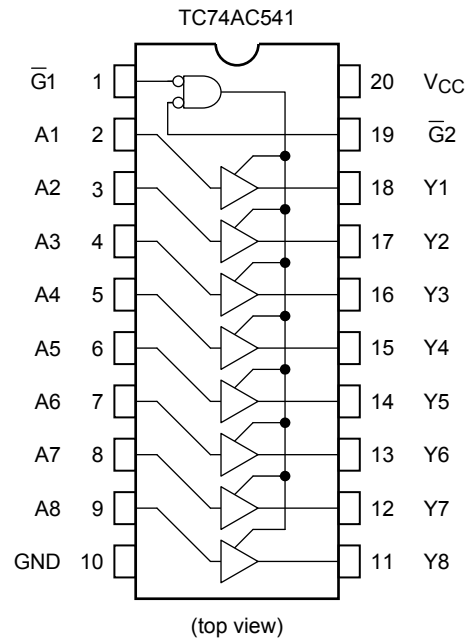 TC74AC541
G̅1 1 20 VCC
A1 2 19 G̅2
A2 3 18 Y1
A3 4 17 Y2
A4 5 16 Y3
A5 6 15 Y4
A6 7 14 Y5
A7 8 13 Y6
A8 9 12 Y7
GND 10 11 Y8
(top view)